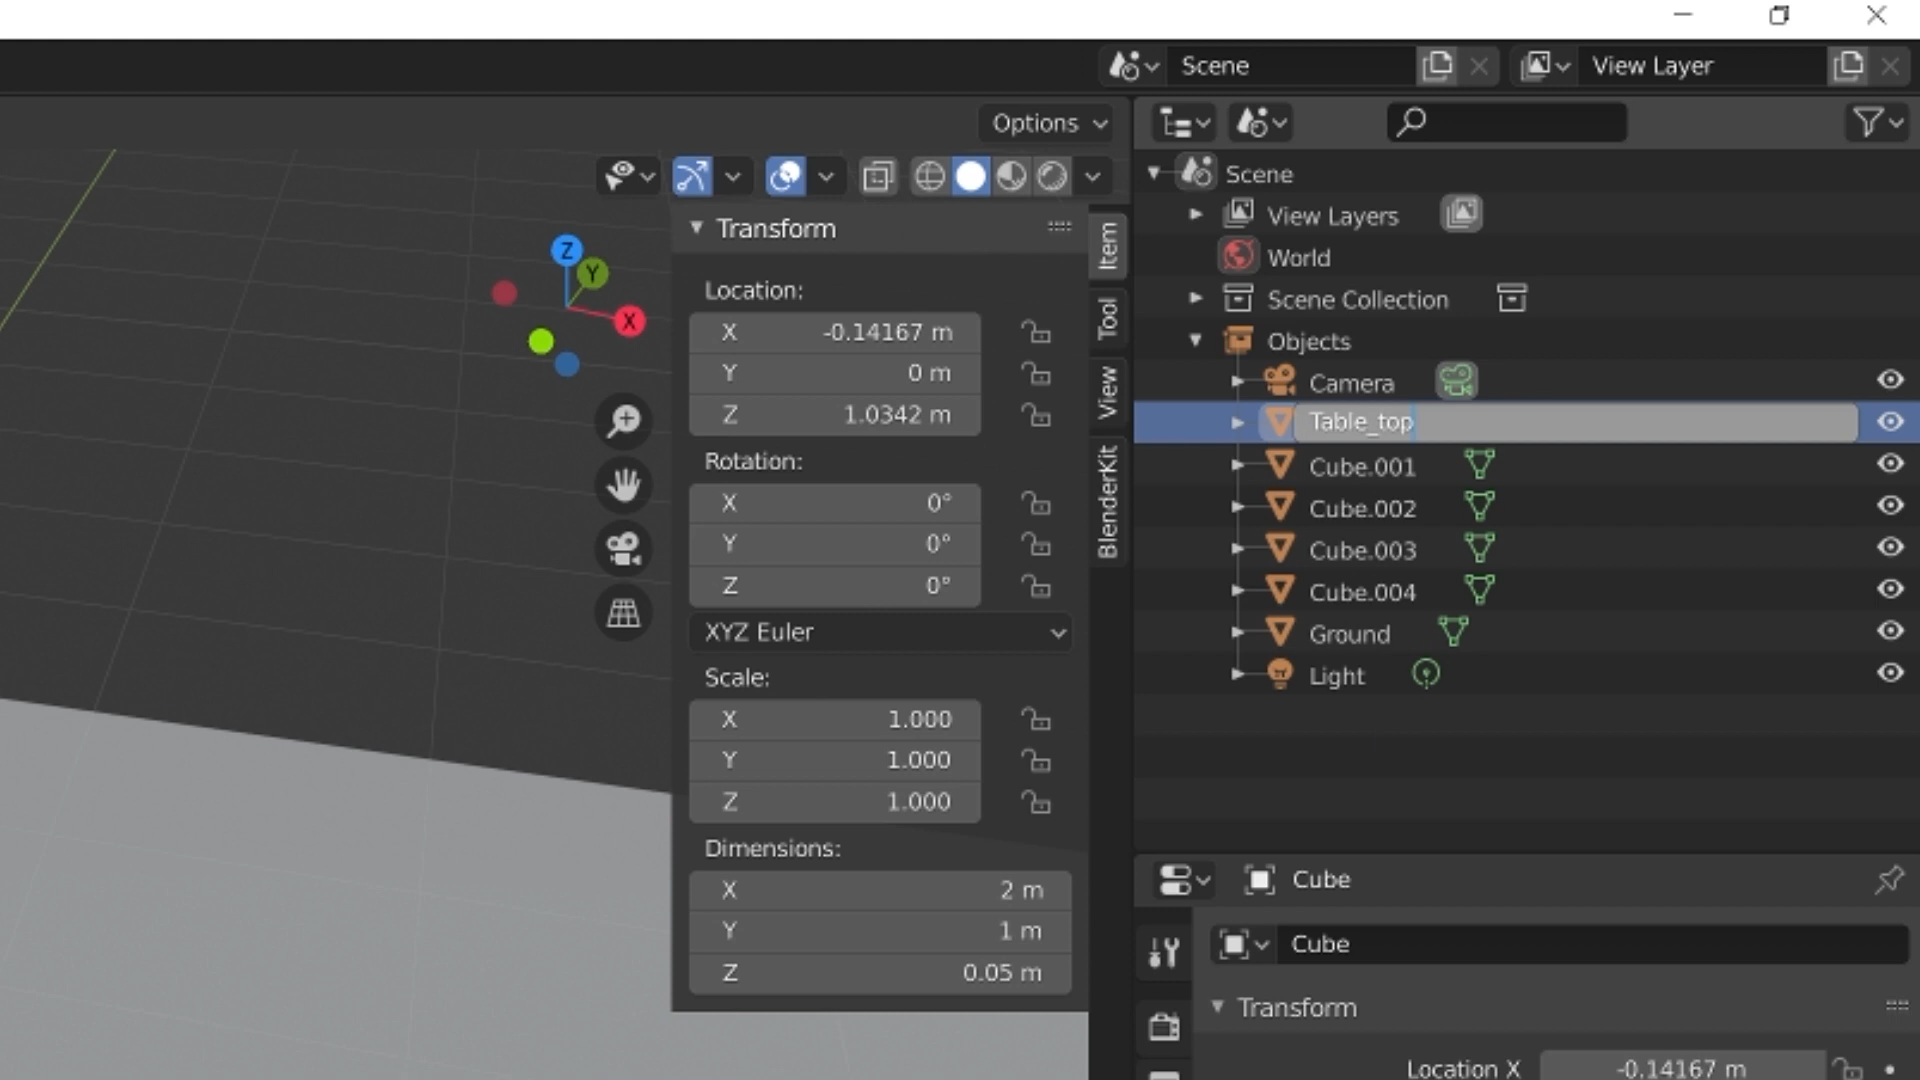 Scene
View Layer
Options
Scene
View Layers
World
Scene Collection
Objects
Camera
Table_top
Cube.001
Cube.002
Cube.003
Cube.004
Ground
Light
Z
Y
X
Transform
Location:
X -0.14167 m
Y 0 m
Z 1.0342 m
Rotation:
X 0°
Y 0°
Z 0°
XYZ Euler
Scale:
X 1.000
Y 1.000
Z 1.000
Dimensions:
X 2 m
Y 1 m
Z 0.05 m
Item
Tool
View
BlenderKit
Cube
Cube
Transform
Location X -0.14167 m